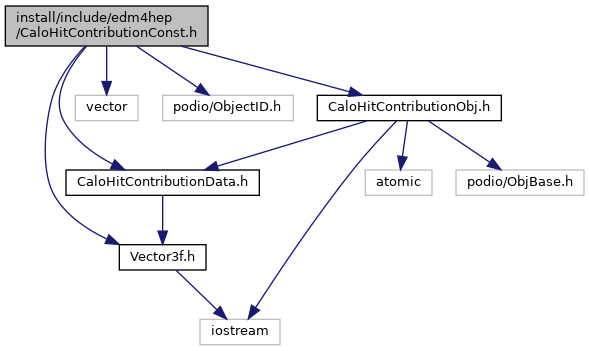 install/include/edm4hep
/CaloHitContributionConst.h
vector
podio/ObjectID.h
CaloHitContributionObj.h
CaloHitContributionData.h
atomic
podio/ObjBase.h
Vector3f.h
iostream